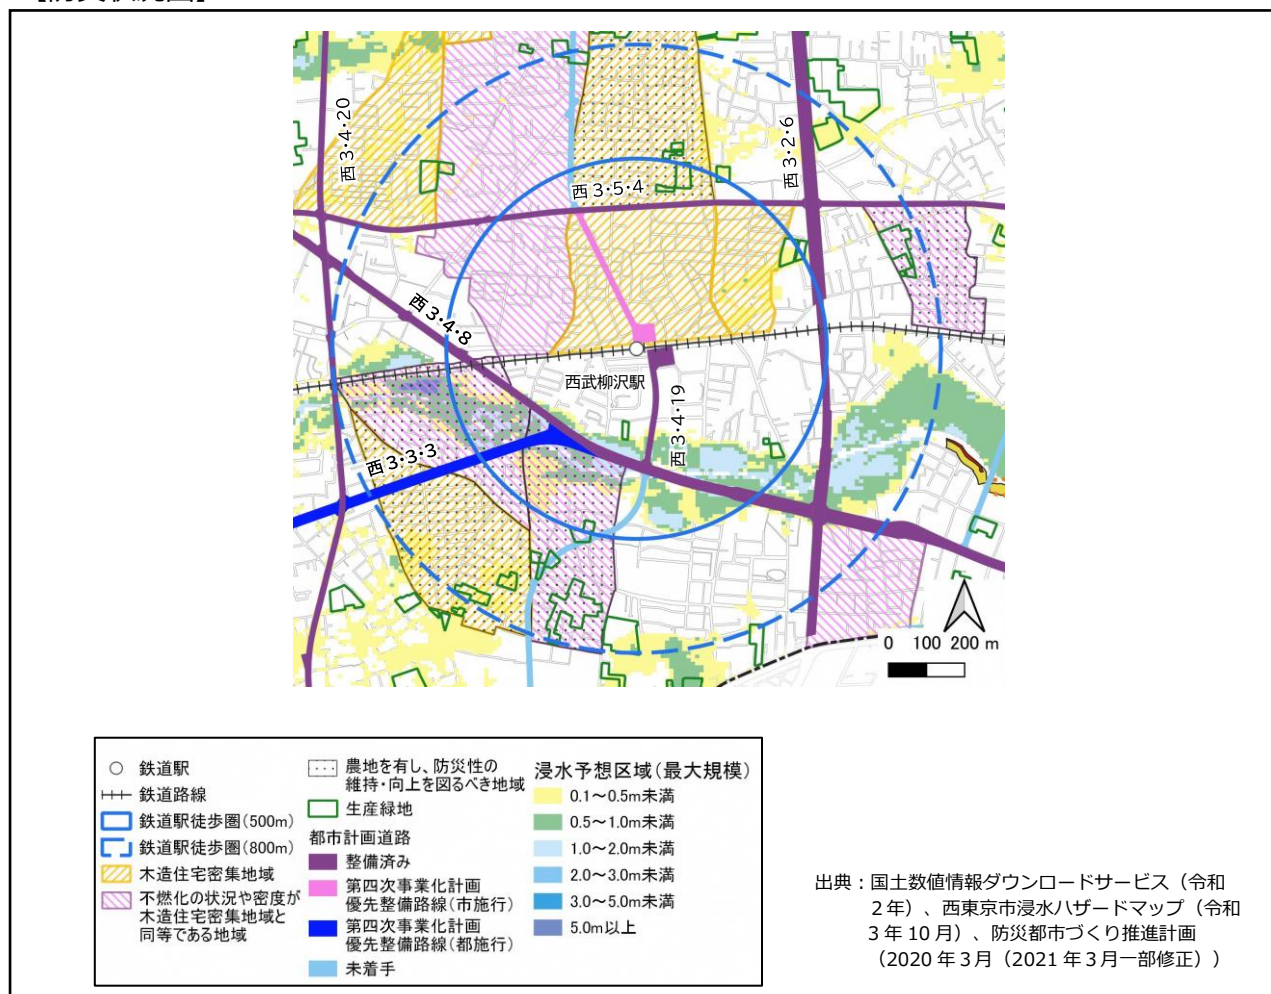 西3・4・20
西3・2・6
西3・5・4
西3・4・8
西武柳沢駅
西3・4・19
西3・3・3
0 100 200 m
鉄道駅
鉄道路線
鉄道駅徒歩圏(500m)
鉄道駅徒歩圏(800m)
木造住宅密集地域
不燃化の状況や密度が
木造住宅密集地域と
同等である地域
農地を有し、防災性の
維持・向上を図るべき地域
生産緑地
都市計画道路
整備済み
第四次事業化計画
優先整備路線(市施行)
第四次事業化計画
優先整備路線(都施行)
未着手
浸水予想区域(最大規模)
0.1～0.5m未満
0.5～1.0m未満
1.0～2.0m未満
2.0～3.0m未満
3.0～5.0m未満
5.0m以上
出典：国土数値情報ダウンロードサービス（令和
２年）、西東京市浸水ハザードマップ（令和
３年 10 月）、防災都市づくり推進計画
（2020 年３月（2021 年３月一部修正））